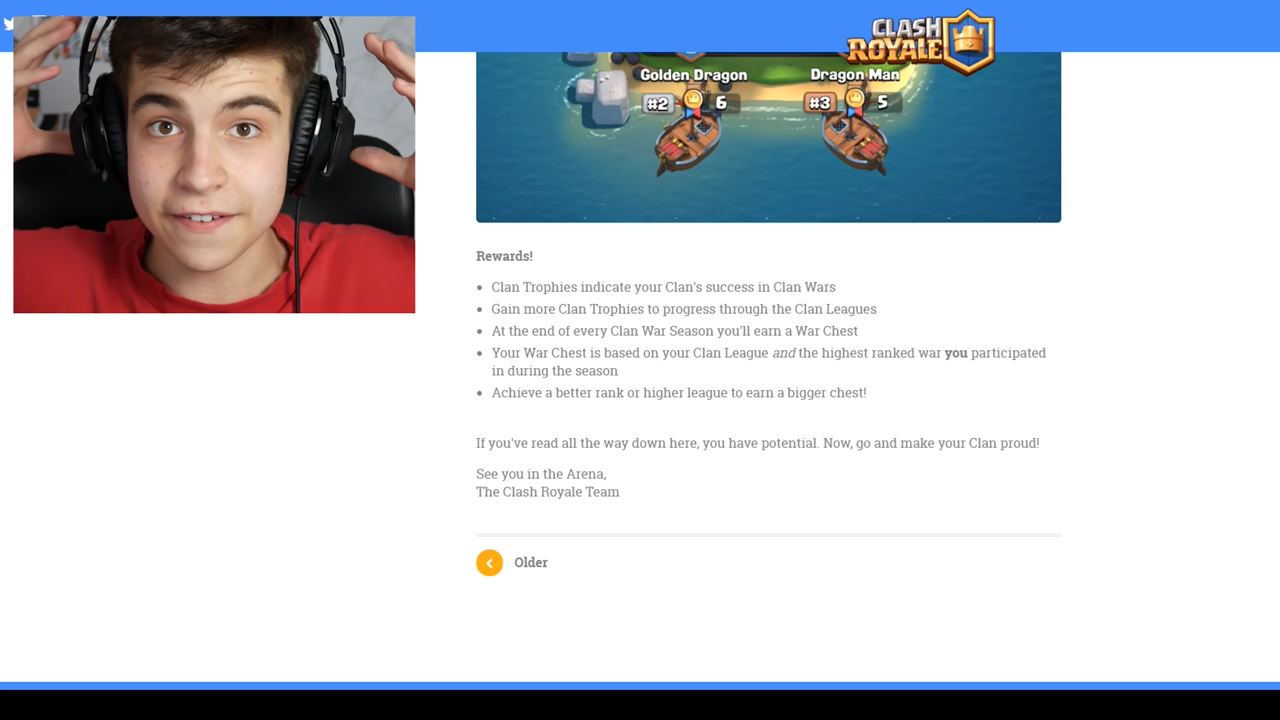 CLASH
ROYALE
Golden Dragon
Dragon Man
#2 6
#3 5
Rewards!
Clan Trophies indicate your Clan's success in Clan Wars
Gain more Clan Trophies to progress through the Clan Leagues
At the end of every Clan War Season you'll earn a War Chest
Your War Chest is based on your Clan League and the highest ranked war you participated
in during the season
Achieve a better rank or higher league to earn a bigger chest!
If you've read all the way down here, you have potential. Now, go and make your Clan proud!
See you in the Arena,
The Clash Royale Team
Older